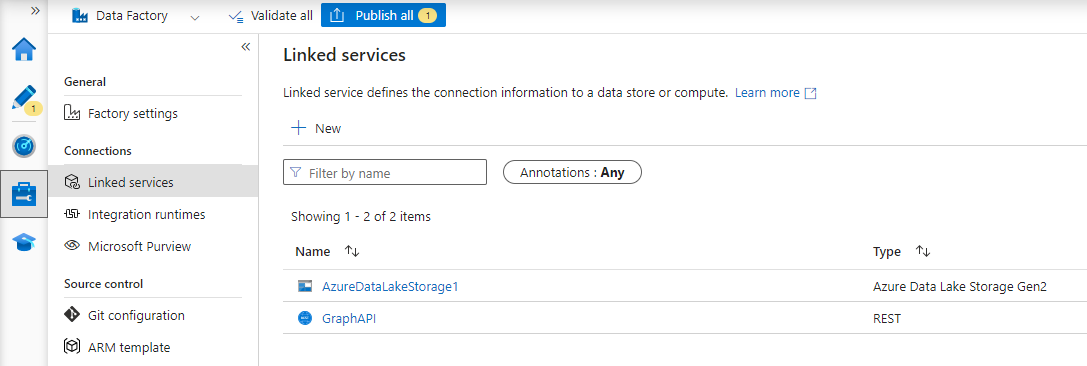 »
Data Factory
Validate all
Publish all 1
«
General
Factory settings
Connections
Linked services
Integration runtimes
Microsoft Purview
Source control
Git configuration
ARM template
1
Linked services
Linked service defines the connection information to a data store or compute. Learn more
+ New
Filter by name
Annotations : Any
Showing 1 - 2 of 2 items
Name Type
AzureDataLakeStorage1 Azure Data Lake Storage Gen2
GraphAPI REST